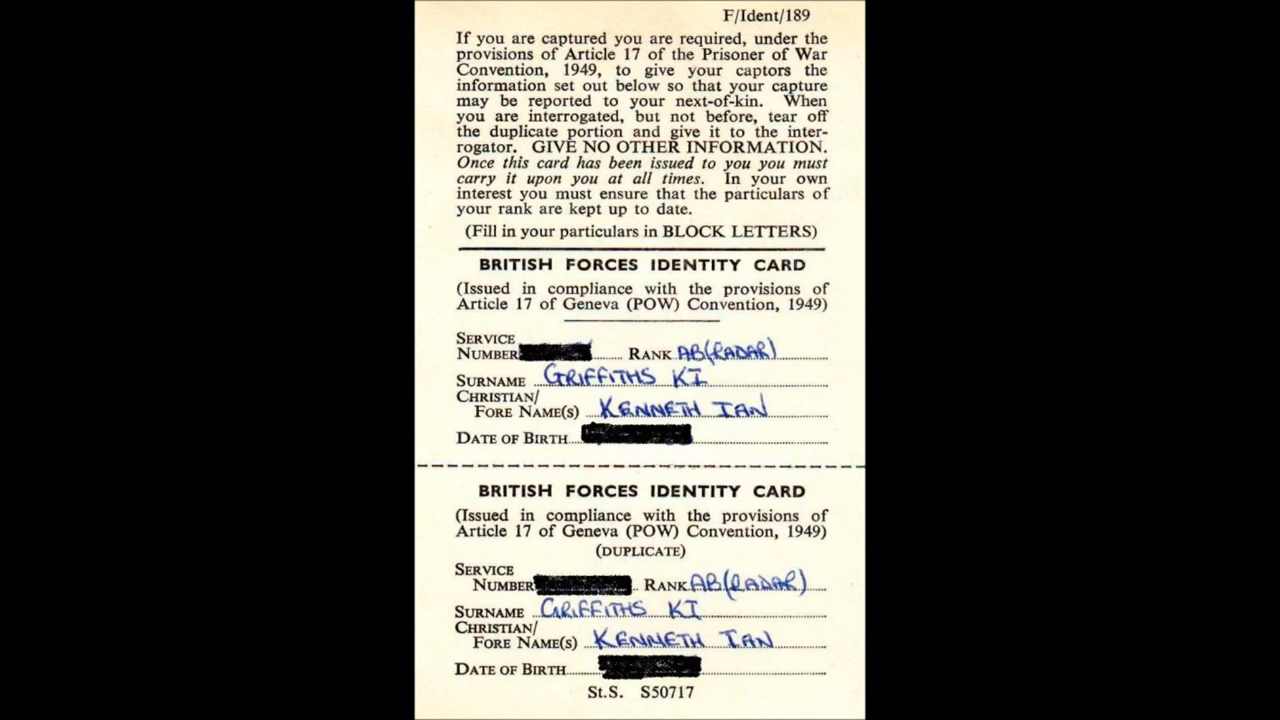 F/Ident/189
If you are captured you are required, under the
provisions of Article 17 of the Prisoner of War
Convention, 1949, to give your captors the
information set out below so that your capture
may be reported to your next-of-kin. When
you are interrogated, but not before, tear off
the duplicate portion and give it to the inter-
rogator. GIVE NO OTHER INFORMATION.
Once this card has been issued to you you must
carry it upon you at all times. In your own
interest you must ensure that the particulars of
your rank are kept up to date.
(Fill in your particulars in BLOCK LETTERS)
BRITISH FORCES IDENTITY CARD
(Issued in compliance with the provisions of
Article 17 of Geneva (POW) Convention, 1949)
SERVICE
NUMBER RANK AB(RADAR)
SURNAME GRIFFITHS KI
CHRISTIAN/
FORE NAME(S) KENNETH IAN
DATE OF BIRTH
BRITISH FORCES IDENTITY CARD
(Issued in compliance with the provisions of
Article 17 of Geneva (POW) Convention, 1949)
(DUPLICATE)
SERVICE
NUMBER RANK AB(RADAR)
SURNAME GRIFFITHS KI
CHRISTIAN/
FORE NAME(S) KENNETH IAN
DATE OF BIRTH
St.S. S50717